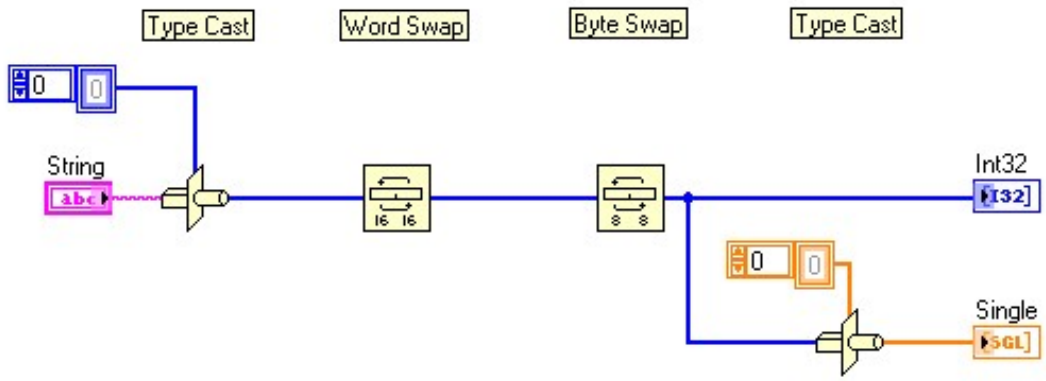 Type Cast
Word Swap
Byte Swap
Type Cast
0
0
String
abc
16 16
8 8
Int32
[I32]
0
0
Single
[SGL]